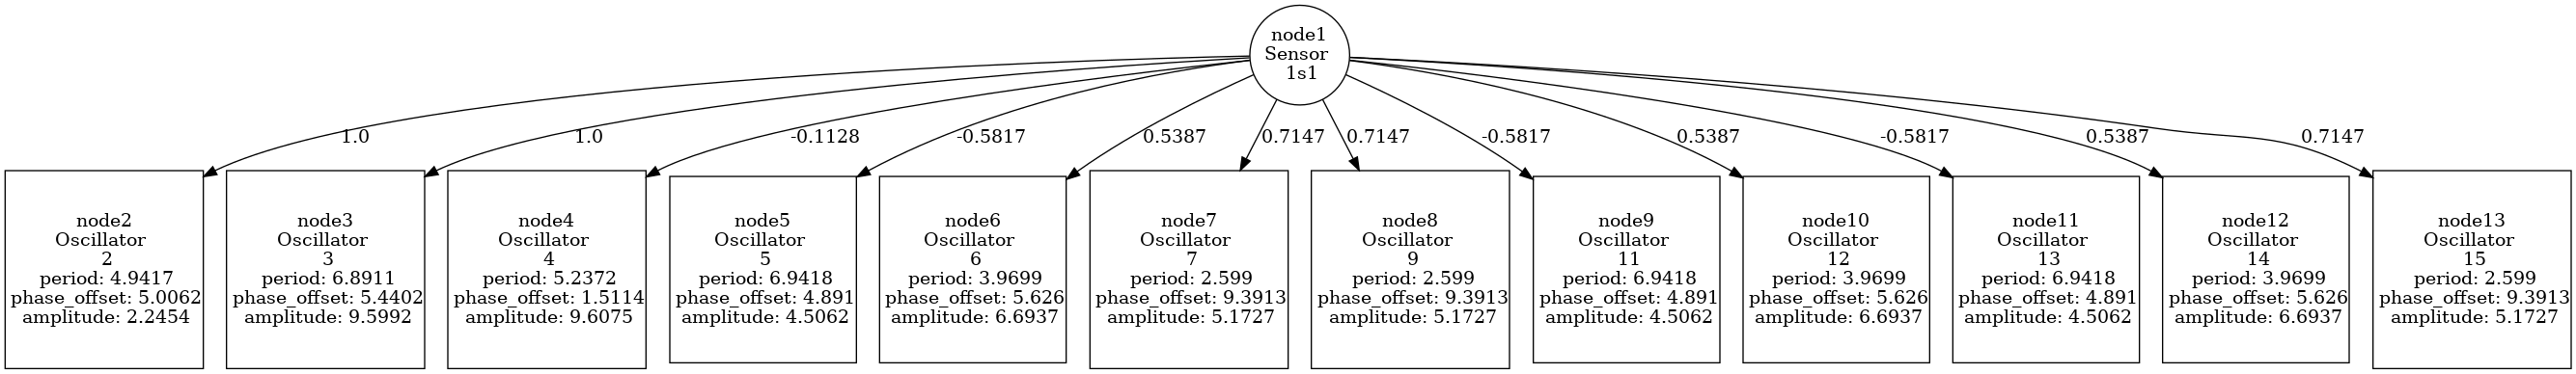 node1
Sensor
1s1
1.0
1.0
-0.1128
-0.5817
0.5387
0.7147
0.7147
-0.5817
0.5387
-0.5817
0.5387
0.7147
node2
Oscillator
2
period: 4.9417
phase_offset: 5.0062
amplitude: 2.2454
node3
Oscillator
3
period: 6.8911
phase_offset: 5.4402
amplitude: 9.5992
node4
Oscillator
4
period: 5.2372
phase_offset: 1.5114
amplitude: 9.6075
node5
Oscillator
5
period: 6.9418
phase_offset: 4.891
amplitude: 4.5062
node6
Oscillator
6
period: 3.9699
phase_offset: 5.626
amplitude: 6.6937
node7
Oscillator
7
period: 2.599
phase_offset: 9.3913
amplitude: 5.1727
node8
Oscillator
9
period: 2.599
phase_offset: 9.3913
amplitude: 5.1727
node9
Oscillator
11
period: 6.9418
phase_offset: 4.891
amplitude: 4.5062
node10
Oscillator
12
period: 3.9699
phase_offset: 5.626
amplitude: 6.6937
node11
Oscillator
13
period: 6.9418
phase_offset: 4.891
amplitude: 4.5062
node12
Oscillator
14
period: 3.9699
phase_offset: 5.626
amplitude: 6.6937
node13
Oscillator
15
period: 2.599
phase_offset: 9.3913
amplitude: 5.1727